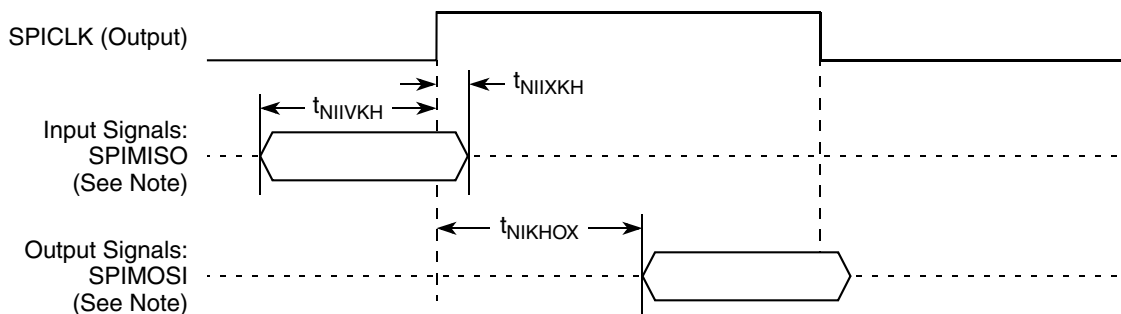 SPICLK (Output)
tNIIXKH
tNIIVKH
Input Signals:
SPIMISO
(See Note)
tNIKHOX
Output Signals:
SPIMOSI
(See Note)